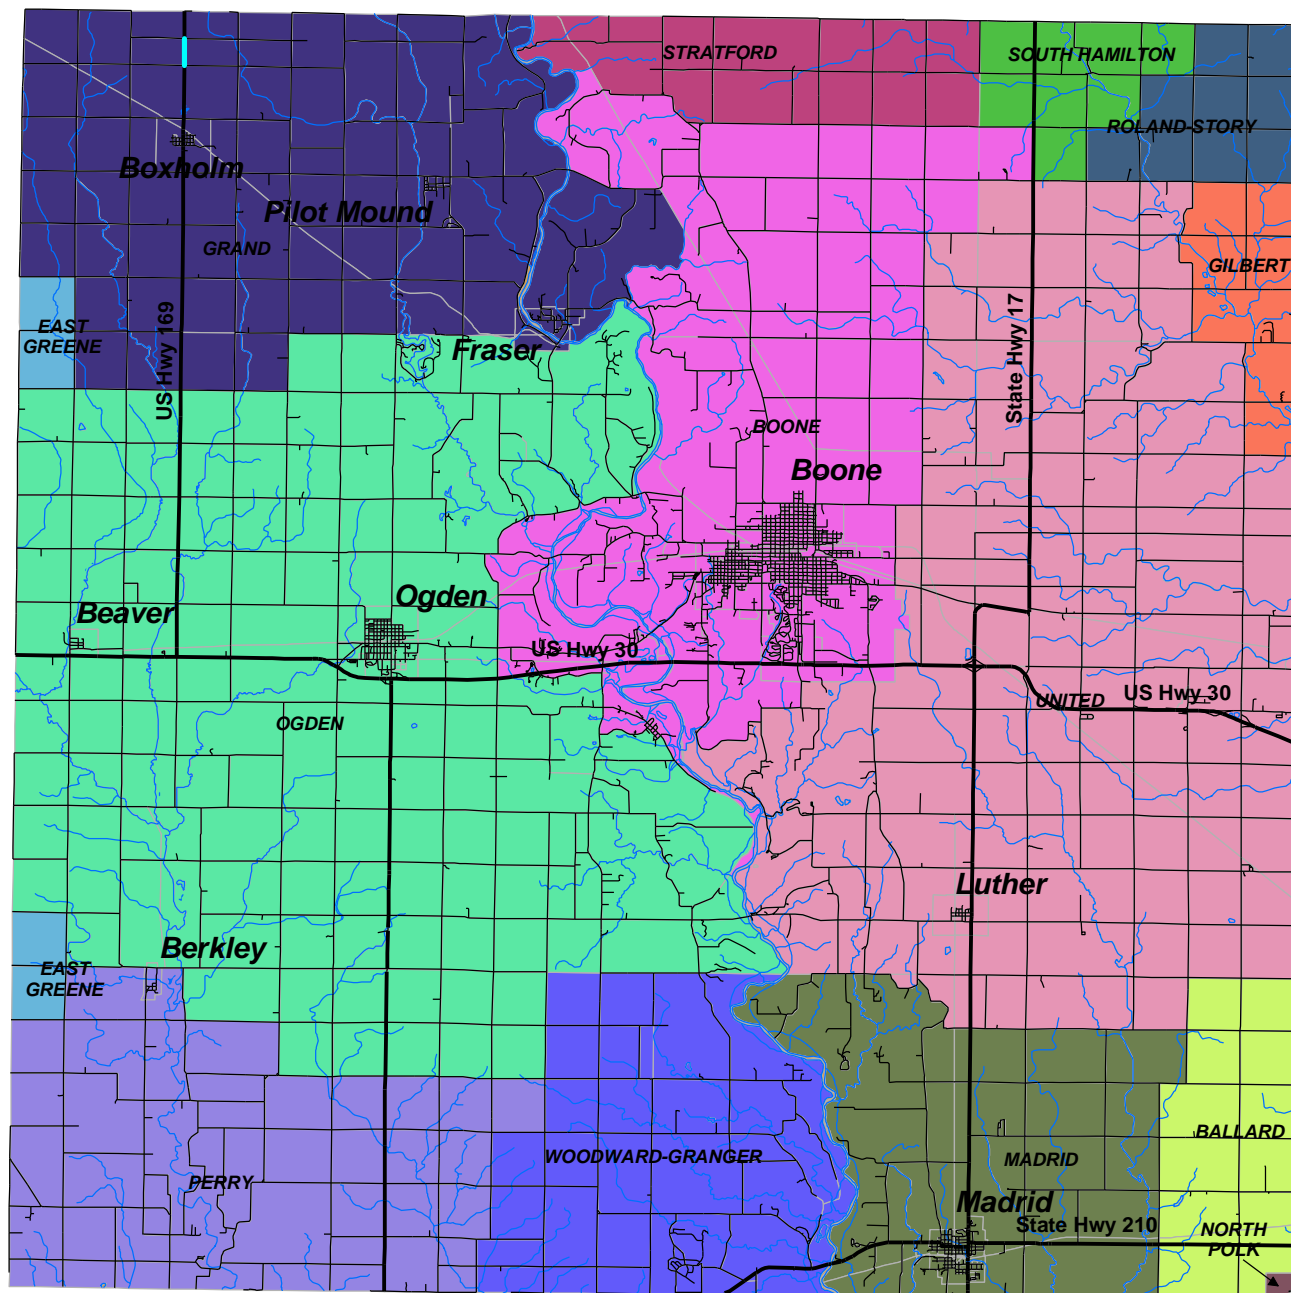 STRATFORD
SOUTH HAMILTON
ROLAND-STORY
Boxholm
Pilot Mound
GRAND
GILBERT
EAST
GREENE
US Hwy 169
Fraser
State Hwy 17
BOONE
Boone
Beaver
Ogden
US Hwy 30
OGDEN
UNITED
US Hwy 30
Luther
Berkley
EAST
GREENE
WOODWARD-GRANGER
PERRY
BALLARD
MADRID
Madrid
State Hwy 210
NORTH
POLK